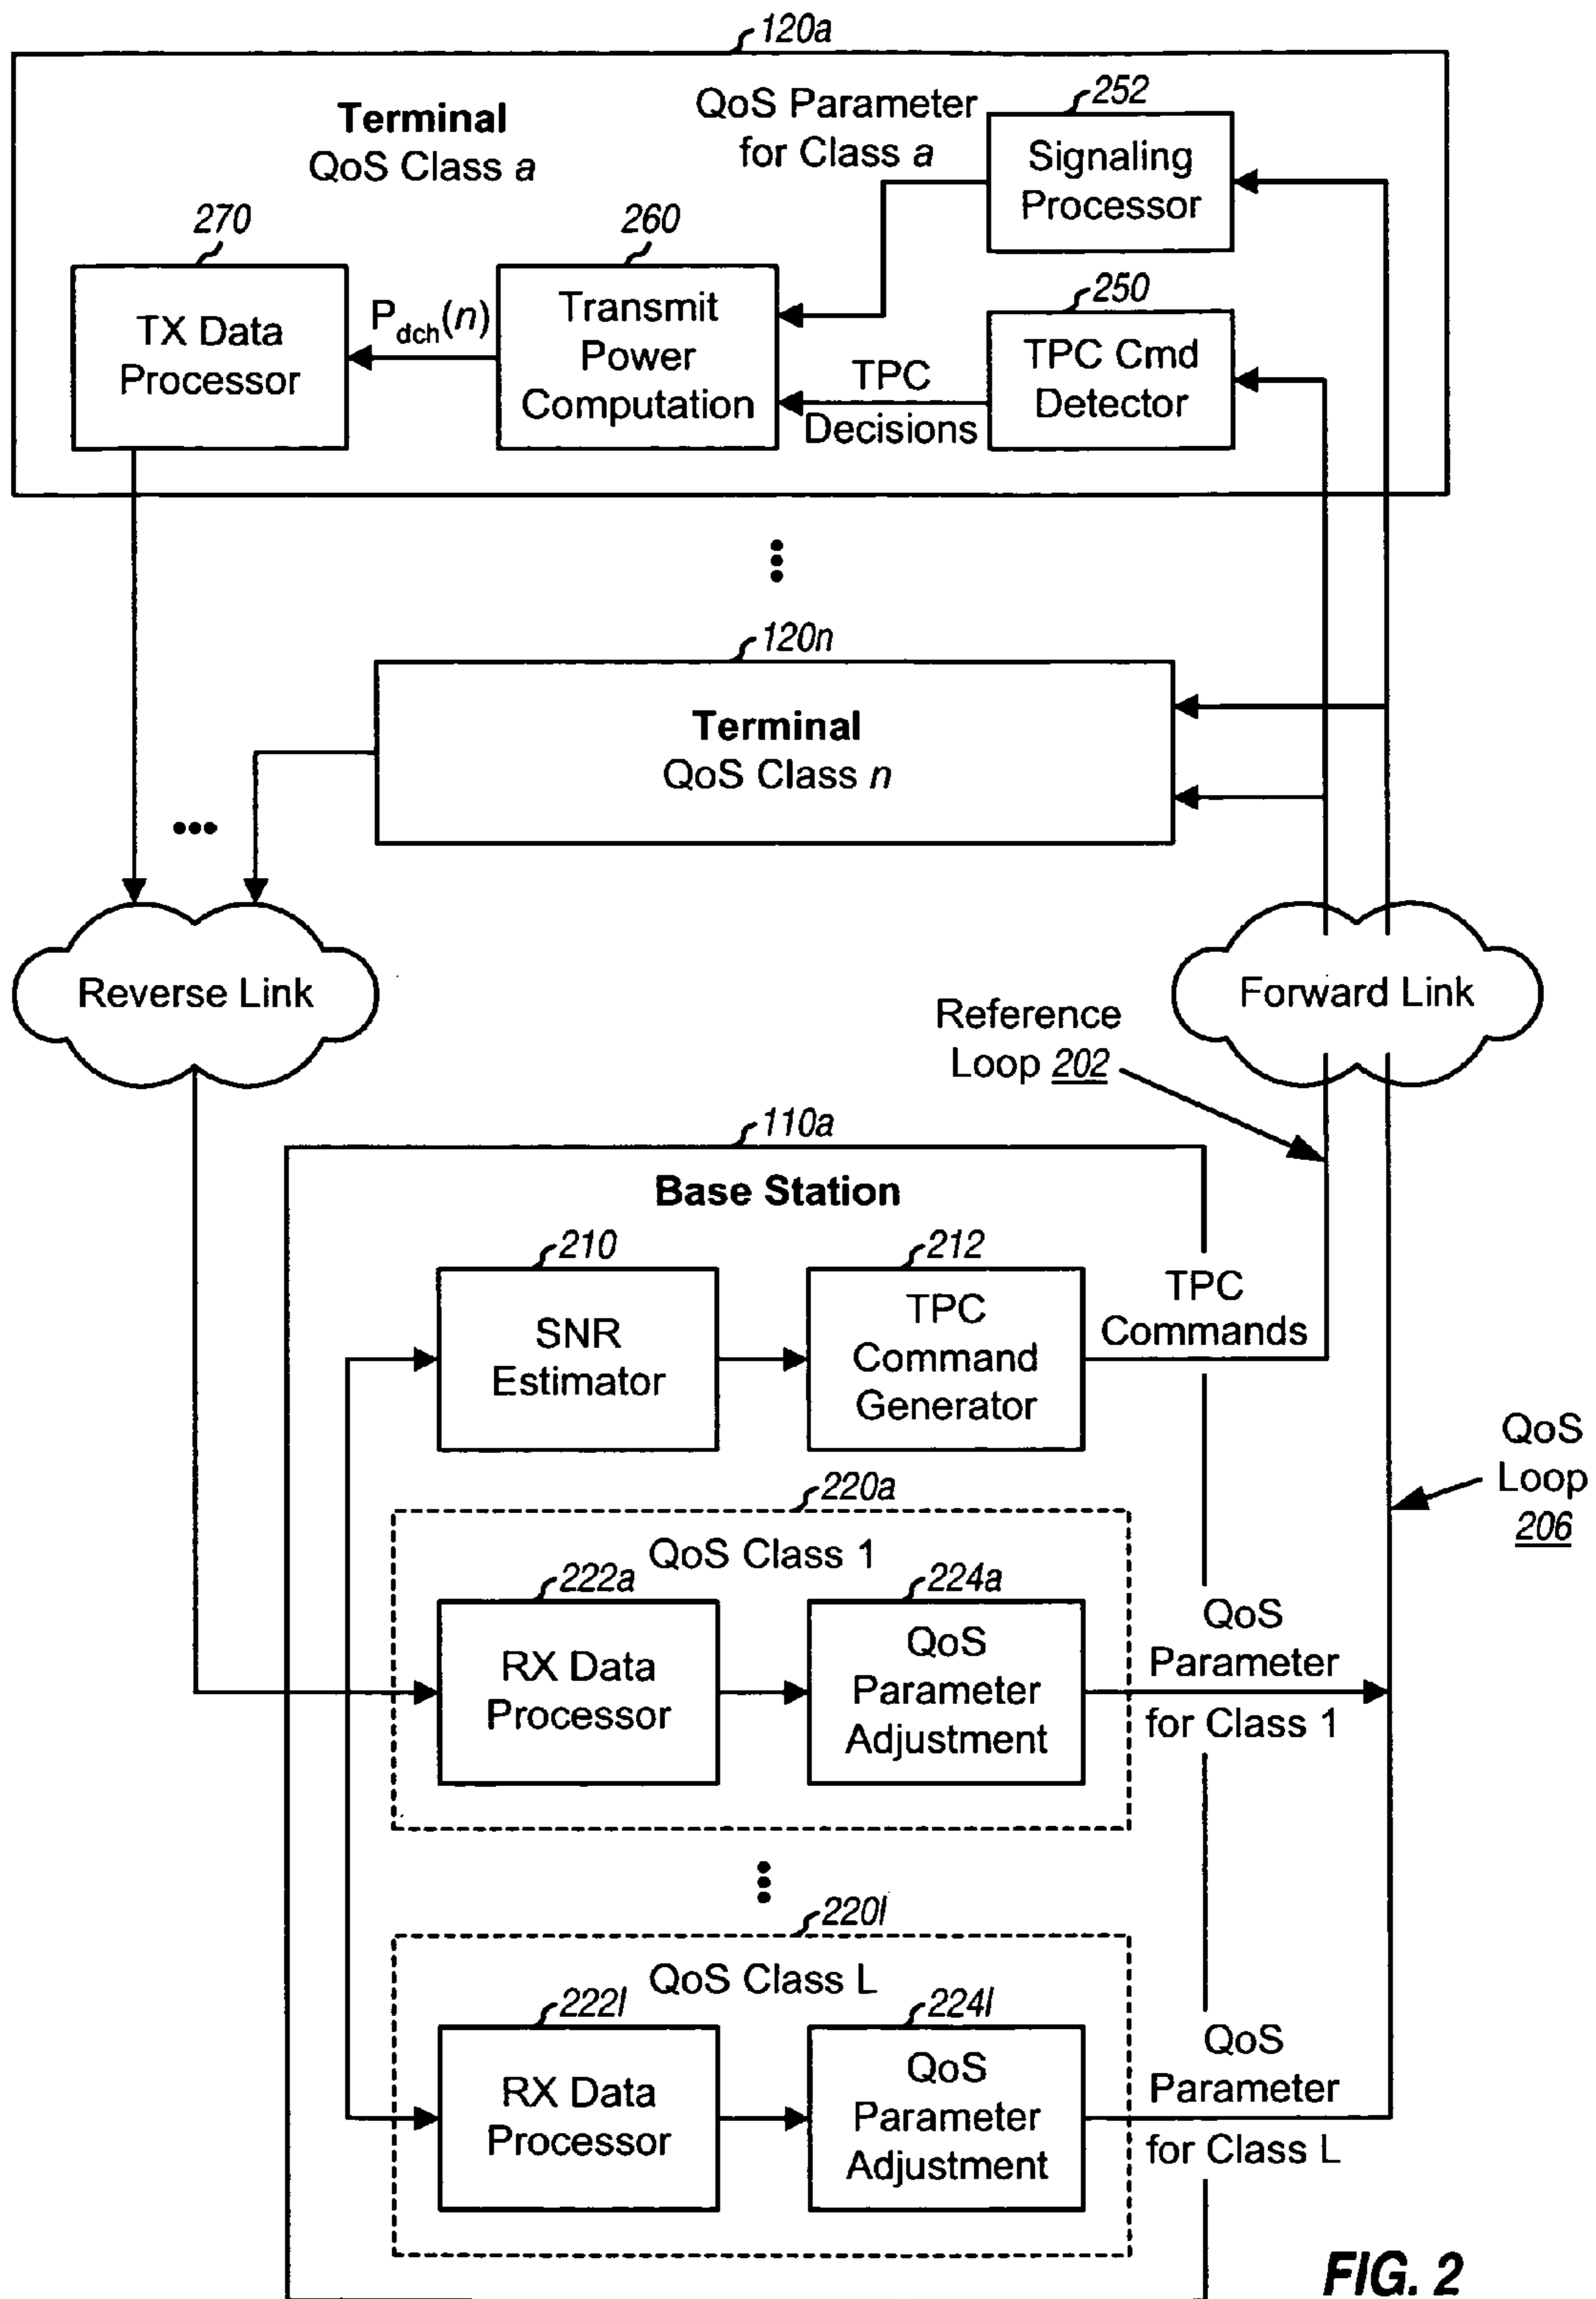 120a
Terminal
QoS Class a
QoS Parameter
for Class a
252
Signaling
Processor
270
TX Data
Processor
P_dch(n)
260
Transmit
Power
Computation
TPC
Decisions
250
TPC Cmd
Detector
120n
Terminal
QoS Class n
Reverse Link
Forward Link
Reference
Loop 202
110a
Base Station
210
SNR
Estimator
212
TPC
Command
Generator
TPC
Commands
QoS
Loop
206
220a
QoS Class 1
222a
RX Data
Processor
224a
QoS
Parameter
Adjustment
QoS
Parameter
for Class 1
220l
QoS Class L
222l
RX Data
Processor
224l
QoS
Parameter
Adjustment
QoS
Parameter
for Class L
FIG. 2